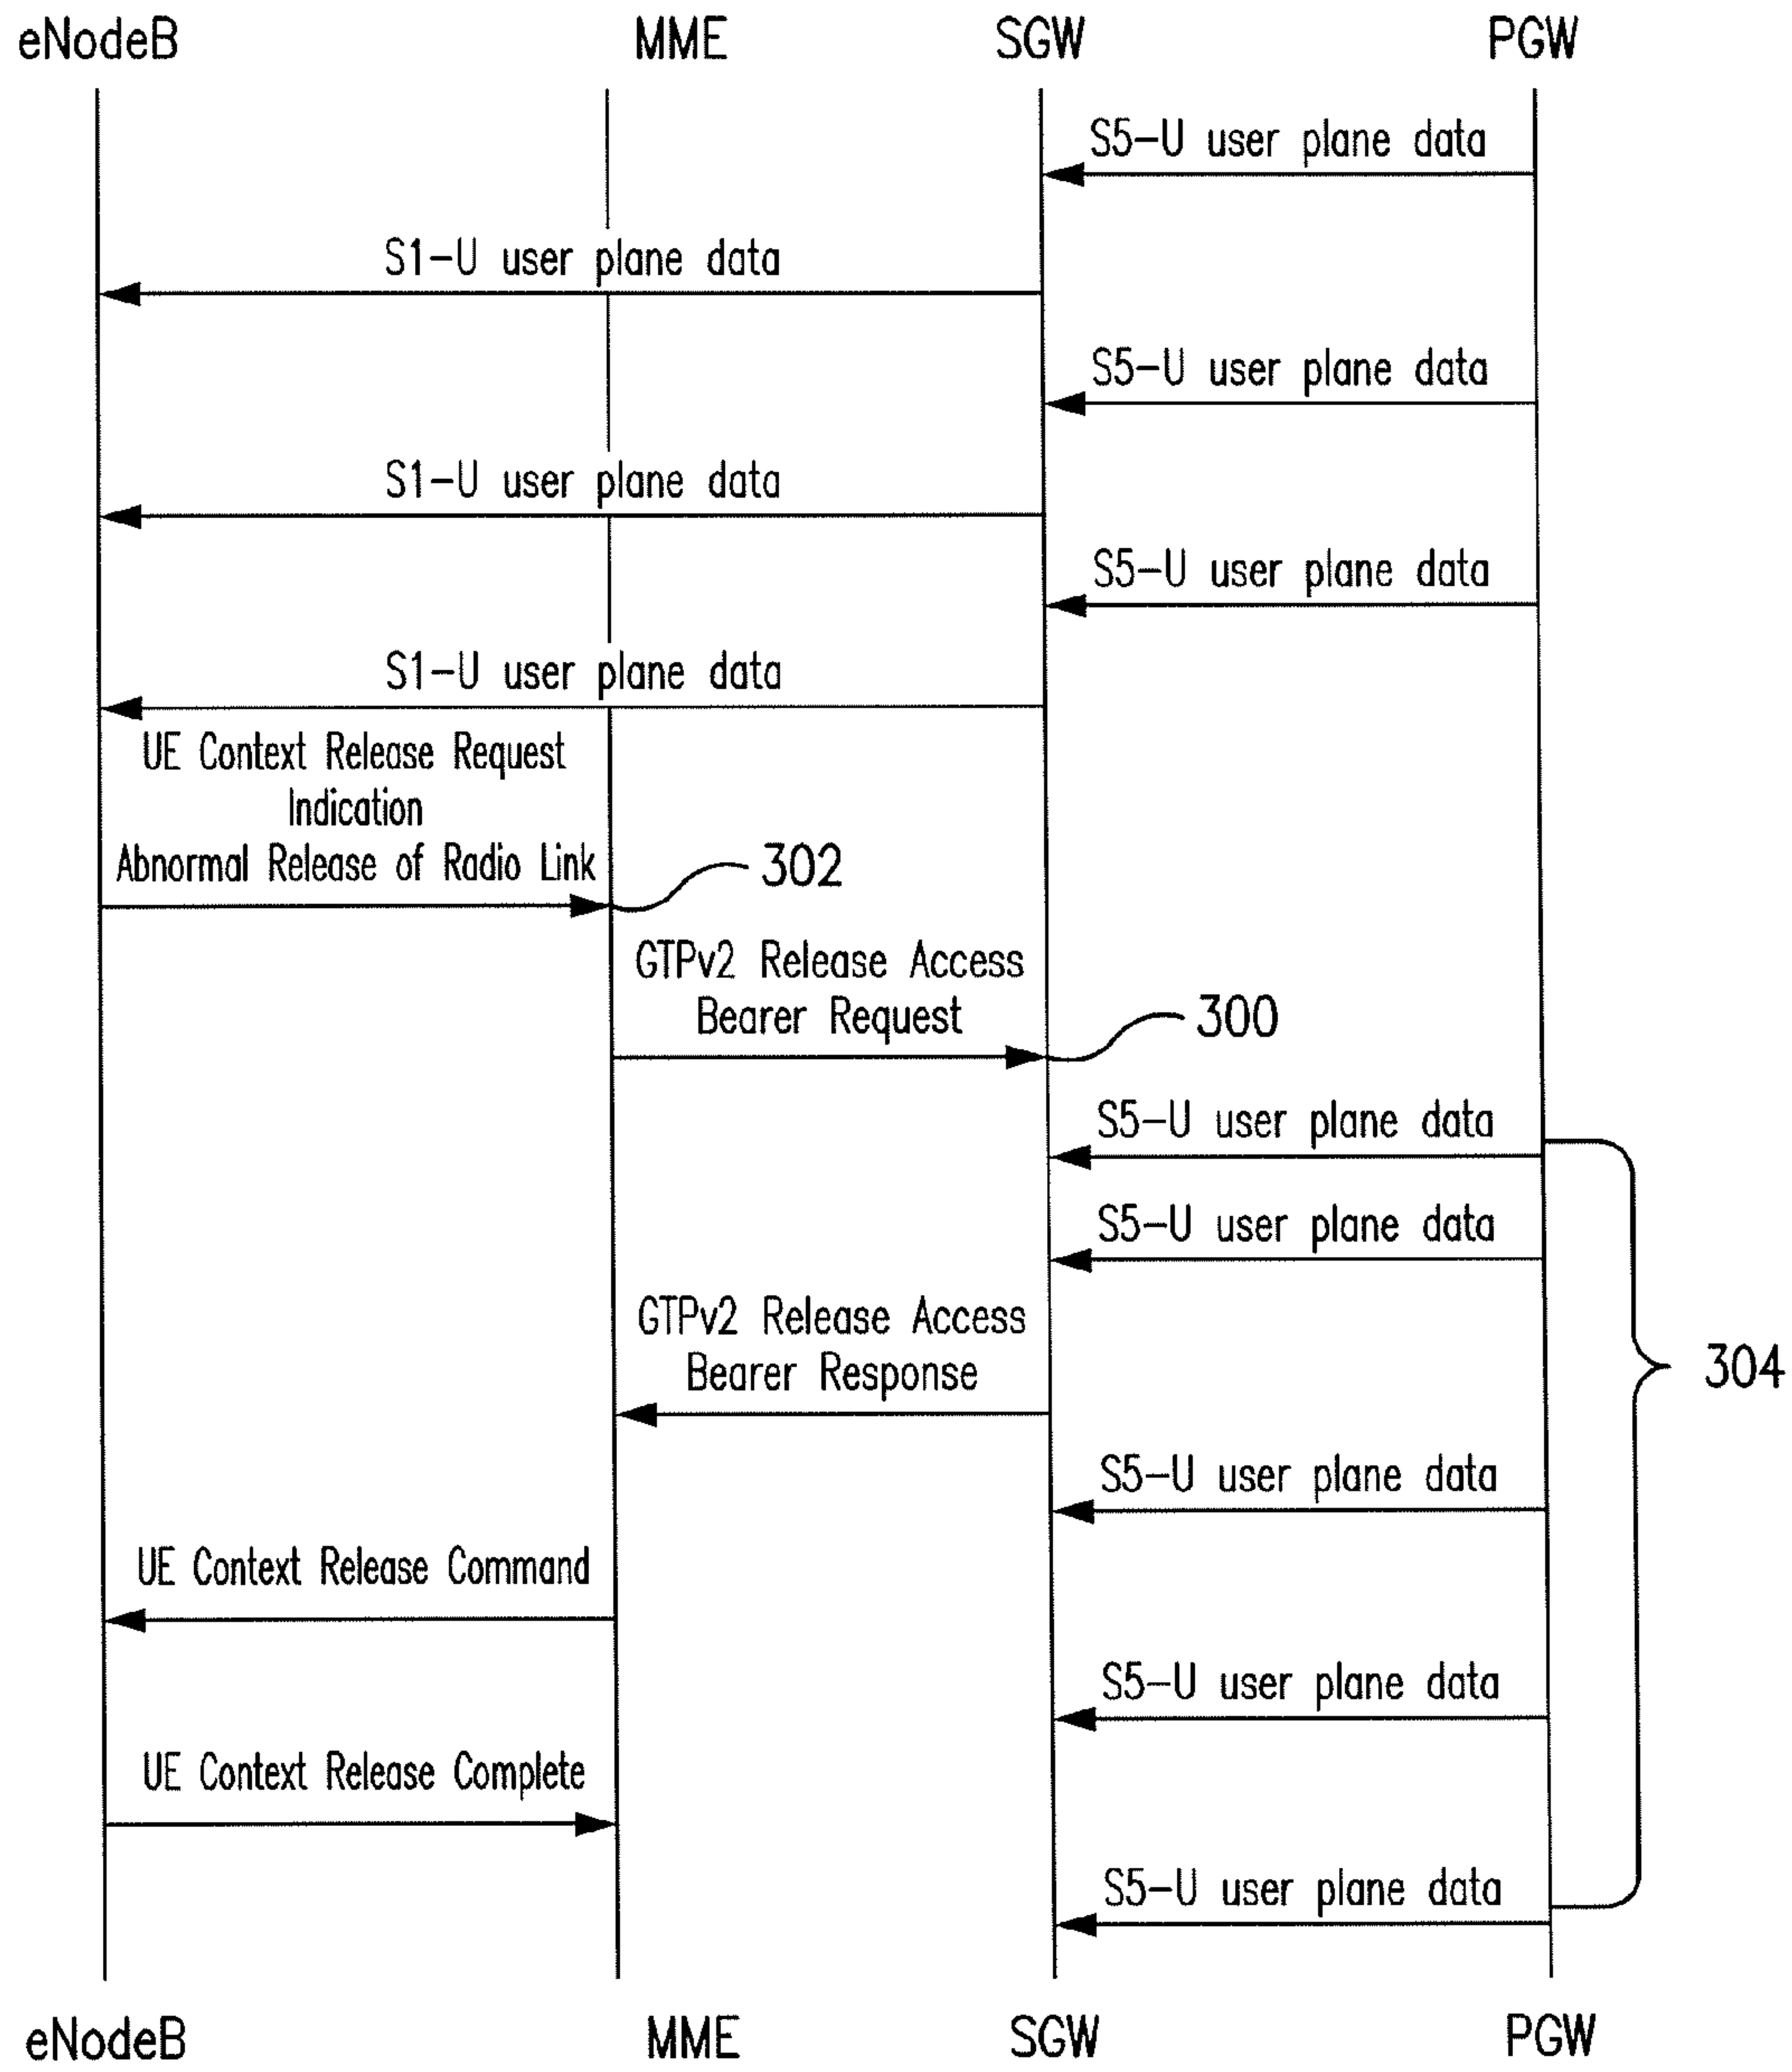 eNodeB MME SGW PGW
S5-U user plane data
S1-U user plane data
S5-U user plane data
S1-U user plane data
S5-U user plane data
S1-U user plane data
UE Context Release Request
Indication
Abnormal Release of Radio Link
302
GTPv2 Release Access
Bearer Request
300
S5-U user plane data
S5-U user plane data
GTPv2 Release Access
Bearer Response
304
S5-U user plane data
UE Context Release Command
S5-U user plane data
UE Context Release Complete
S5-U user plane data
eNodeB MME SGW PGW